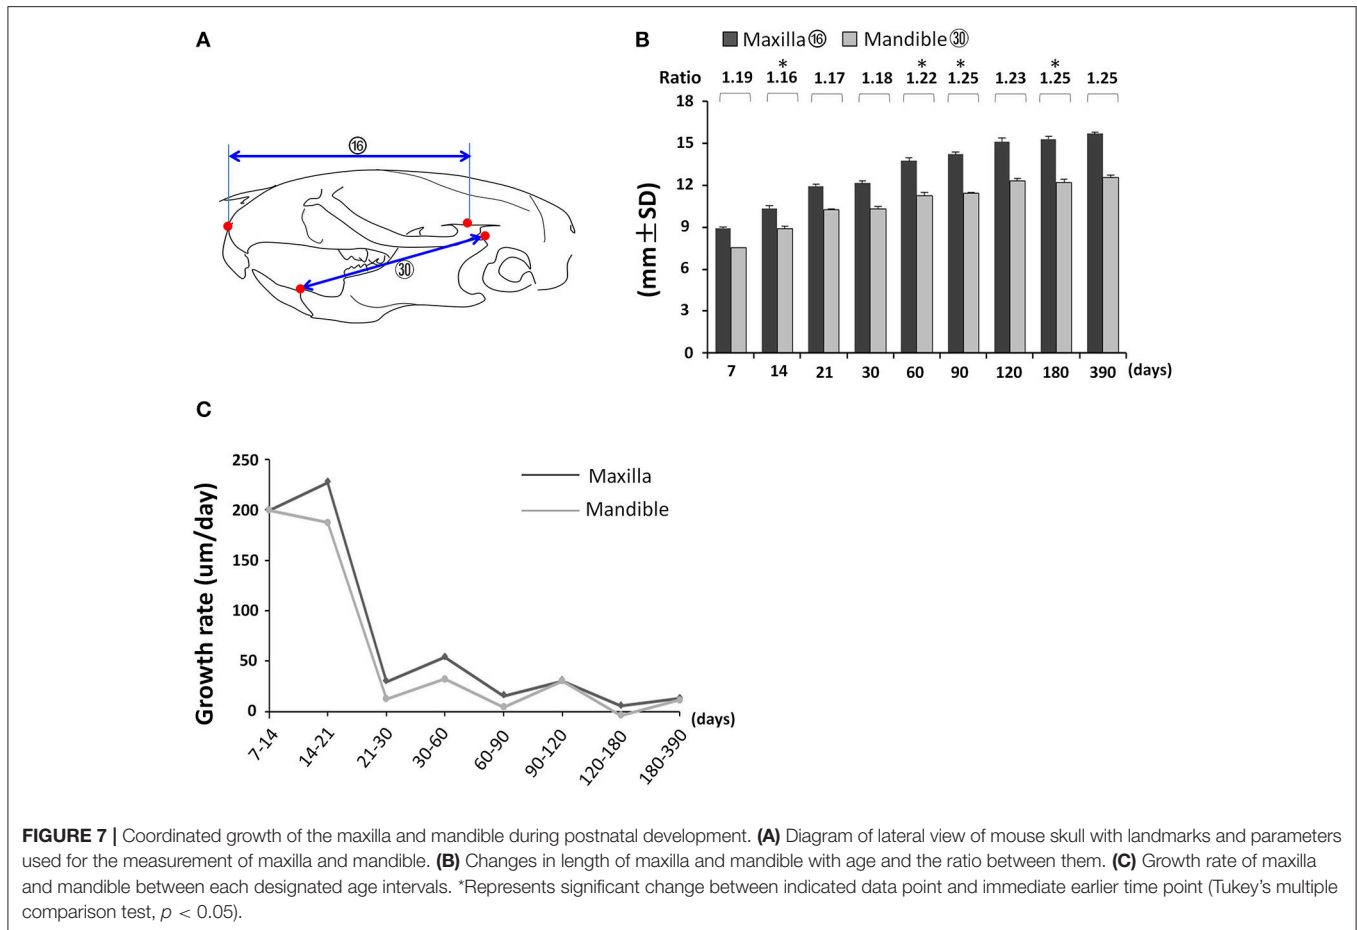 A
⑯
㉚
B
Maxilla⑯ Mandible㉚
* * * *
Ratio 1.19 1.16 1.17 1.18 1.22 1.25 1.23 1.25 1.25
(mm±SD)
18
15
12
9
6
3
0
7 14 21 30 60 90 120 180 390 (days)
C
Growth rate (um/day)
250
200
150
100
50
0
Maxilla
Mandible
(days)
7-14 14-21 21-30 30-60 60-90 90-120 120-180 180-390
FIGURE 7 | Coordinated growth of the maxilla and mandible during postnatal development. (A) Diagram of lateral view of mouse skull with landmarks and parameters
used for the measurement of maxilla and mandible. (B) Changes in length of maxilla and mandible with age and the ratio between them. (C) Growth rate of maxilla
and mandible between each designated age intervals. *Represents significant change between indicated data point and immediate earlier time point (Tukey's multiple
comparison test, p < 0.05).